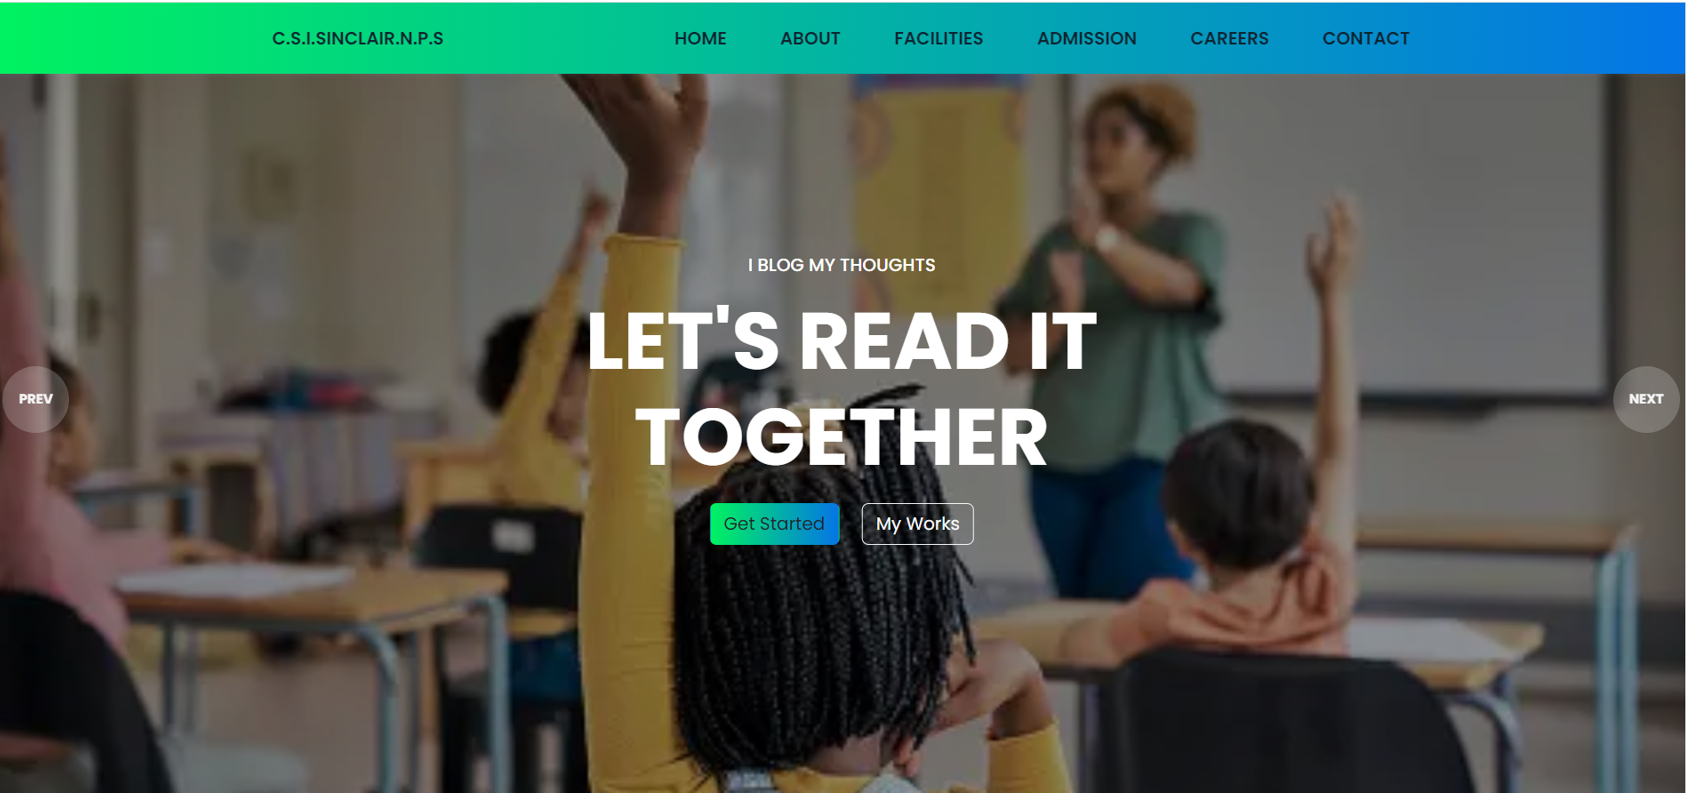 C.S.I.SINCLAIR.N.P.S
HOME ABOUT FACILITIES ADMISSION CAREERS CONTACT
I BLOG MY THOUGHTS
LET'S READ IT
TOGETHER
PREV
NEXT
Get Started My Works